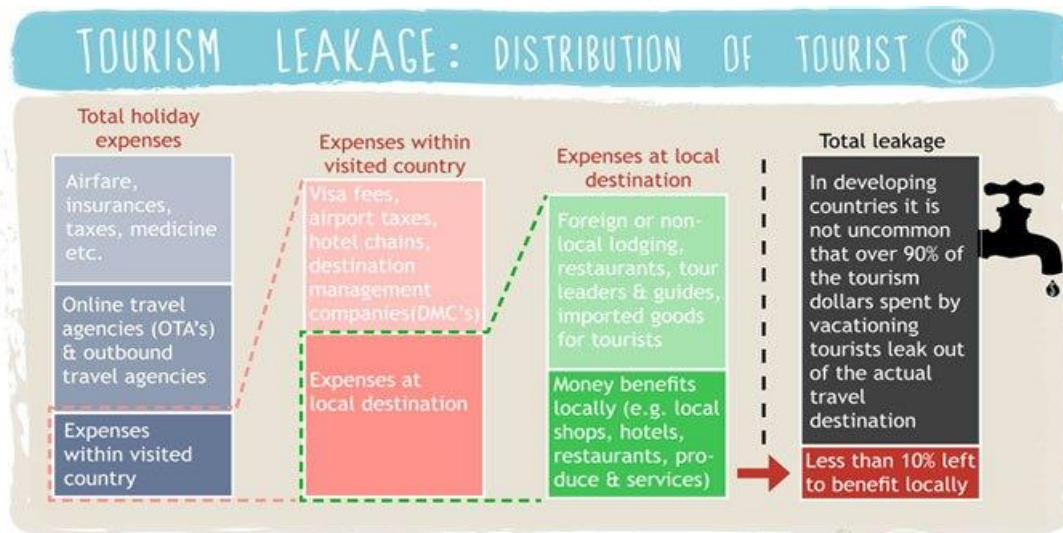 TOURISM LEAKAGE: DISTRIBUTION OF TOURIST $
Total holiday
expenses
Airfare,
insurances,
taxes, medicine
etc.
Online travel
agencies (OTA's)
& outbound
travel agencies
Expenses
within visited
country
Expenses within
visited country
Visa fees,
airport taxes,
hotel chains,
destination
management
companies(DMC's)
Expenses at
local destination
Expenses at local
destination
Foreign or non-
local lodging,
restaurants, tour
leaders & guides,
imported goods
for tourists
Money benefits
locally (e.g. local
shops, hotels,
restaurants, pro-
duce & services)
Total leakage
In developing
countries it is
not uncommon
that over 90% of
the tourism
dollars spent by
vacationing
tourists leak out
of the actual
travel
destination
Less than 10% left
to benefit locally
$